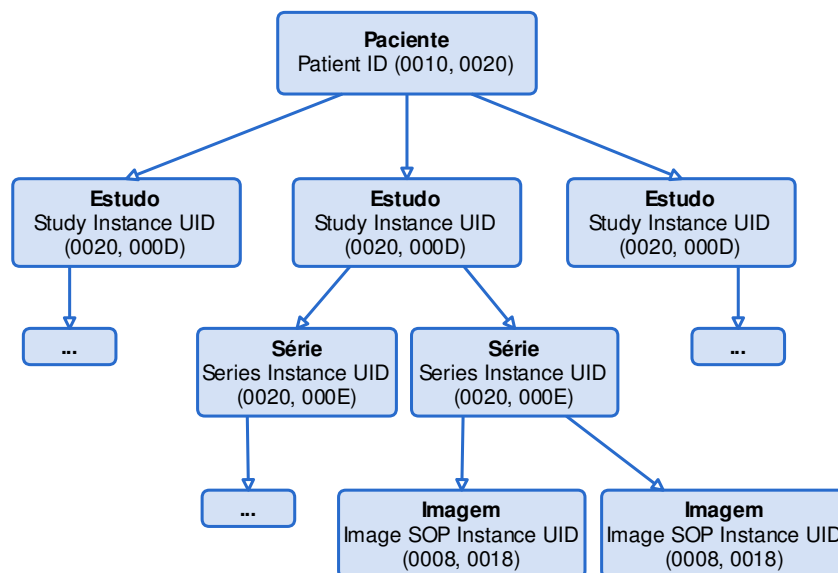 Paciente
Patient ID (0010, 0020)
Estudo
Study Instance UID
(0020, 000D)
Estudo
Study Instance UID
(0020, 000D)
Estudo
Study Instance UID
(0020, 000D)
...
Série
Series Instance UID
(0020, 000E)
Série
Series Instance UID
(0020, 000E)
...
...
Imagem
Image SOP Instance UID
(0008, 0018)
Imagem
Image SOP Instance UID
(0008, 0018)